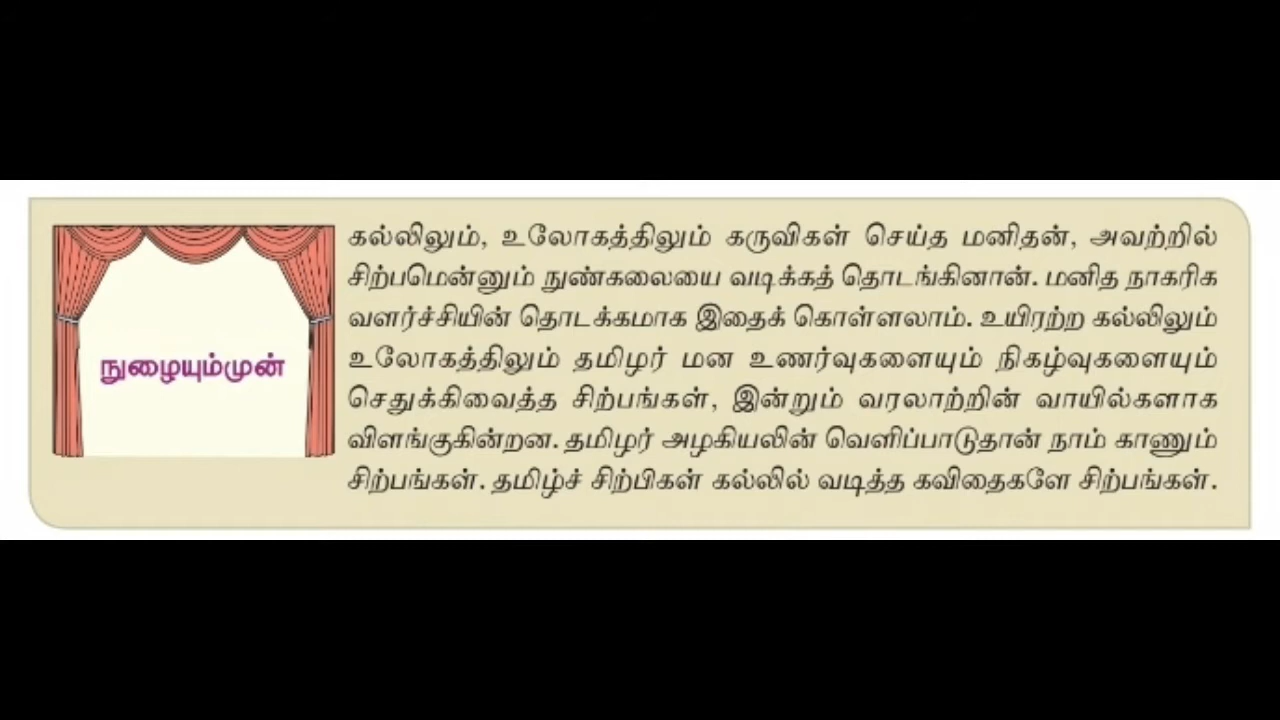 நுழையும்முன்
கல்லிலும், உலோகத்திலும் கருவிகள் செய்த மனிதன், அவற்றில்
சிற்பமென்னும் நுண்கலையை வடிக்கத் தொடங்கினான். மனித நாகரிக
வளர்ச்சியின் தொடக்கமாக இதைக் கொள்ளலாம். உயிரற்ற கல்லிலும்
உலோகத்திலும் தமிழர் மன உணர்வுகளையும் நிகழ்வுகளையும்
செதுக்கிவைத்த சிற்பங்கள், இன்றும் வரலாற்றின் வாயில்களாக
விளங்குகின்றன. தமிழர் அழகியலின் வெளிப்பாடுதான் நாம் காணும்
சிற்பங்கள். தமிழ்ச் சிற்பிகள் கல்லில் வடித்த கவிதைகளே சிற்பங்கள்.